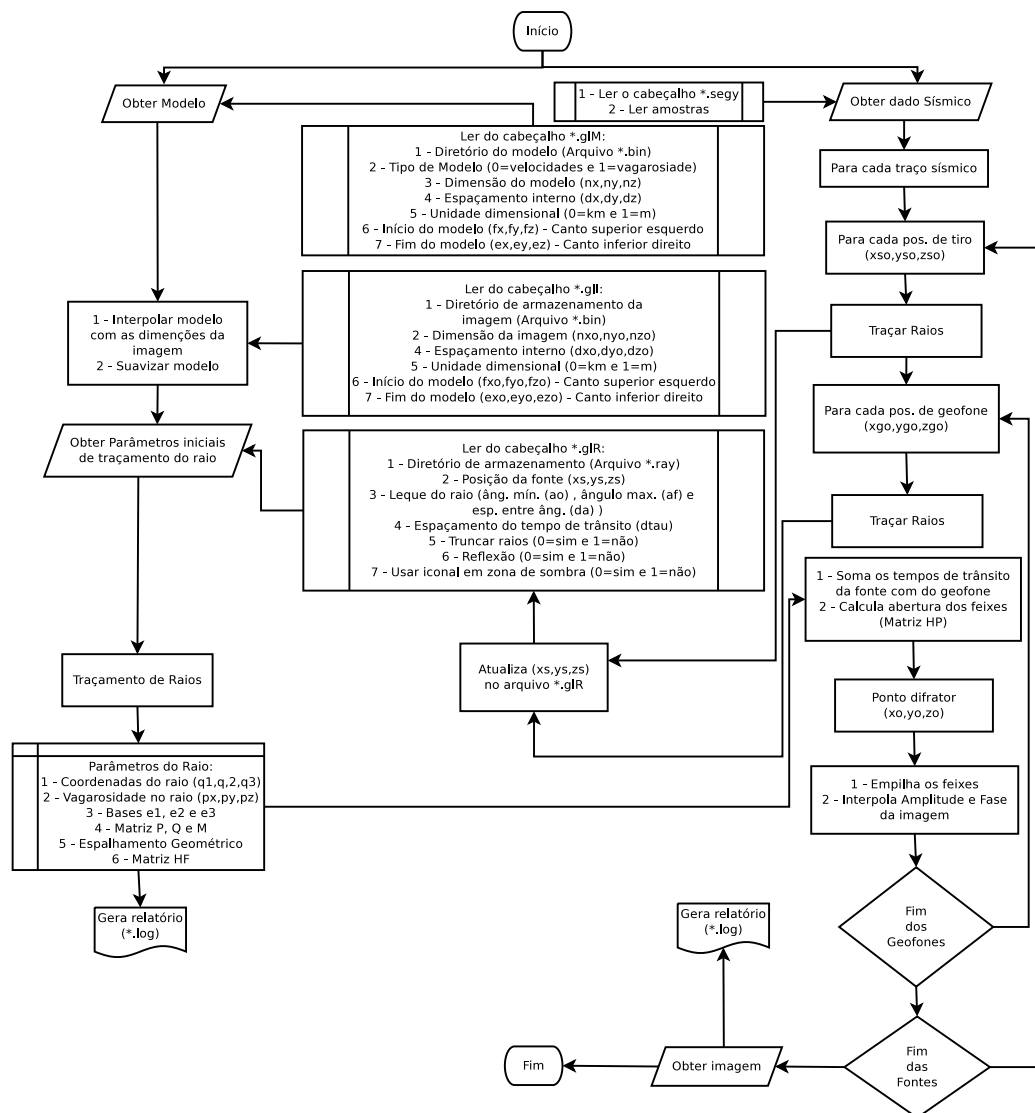 Início
Obter Modelo
1 - Ler o cabeçalho *.segy
2 - Ler amostras
Obter dado Sísmico
Ler do cabeçalho *.glM:
1 - Diretório do modelo (Arquivo *.bin)
2 - Tipo de Modelo (0=velocidades e 1=vagarosiade)
3 - Dimensão do modelo (nx,ny,nz)
4 - Espaçamento interno (dx,dy,dz)
5 - Unidade dimensional (0=km e 1=m)
6 - Início do modelo (fx,fy,fz) - Canto superior esquerdo
7 - Fim do modelo (ex,ey,ez) - Canto inferior direito
Para cada traço sísmico
Para cada pos. de tiro
(xso,yso,zso)
1 - Interpolar modelo
com as dimenções da
imagem
2 - Suavizar modelo
Ler do cabeçalho *.glI:
1 - Diretório de armazenamento da
imagem (Arquivo *.bin)
2 - Dimensão da imagem (nxo,nyo,nzo)
4 - Espaçamento interno (dxo,dyo,dzo)
5 - Unidade dimensional (0=km e 1=m)
6 - Início do modelo (fxo,fyo,fzo) - Canto superior esquerdo
7 - Fim do modelo (exo,eyo,ezo) - Canto inferior direito
Traçar Raios
Para cada pos. de geofone
(xgo,ygo,zgo)
Obter Parâmetros iniciais
de traçamento do raio
Ler do cabeçalho *.glR:
1 - Diretório de armazenamento (Arquivo *.ray)
2 - Posição da fonte (xs,ys,zs)
3 - Leque do raio (âng. mín. (ao) , ângulo max. (af) e
esp. entre âng. (da) )
4 - Espaçamento do tempo de trânsito (dtau)
5 - Truncar raios (0=sim e 1=não)
6 - Reflexão (0=sim e 1=não)
7 - Usar iconal em zona de sombra (0=sim e 1=não)
Traçar Raios
1 - Soma os tempos de trânsito
da fonte com do geofone
2 - Calcula abertura dos feixes
(Matriz HP)
Traçamento de Raios
Atualiza (xs,ys,zs)
no arquivo *.glR
Ponto difrator
(xo,yo,zo)
Parâmetros do Raio:
1 - Coordenadas do raio (q1,q,2,q3)
2 - Vagarosidade no raio (px,py,pz)
3 - Bases e1, e2 e e3
4 - Matriz P, Q e M
5 - Espalhamento Geométrico
6 - Matriz HF
1 - Empilha os feixes
2 - Interpola Amplitude e Fase
da imagem
Gera relatório
(*.log)
Gera relatório
(*.log)
Fim
dos
Geofones
Fim
Obter imagem
Fim
das
Fontes